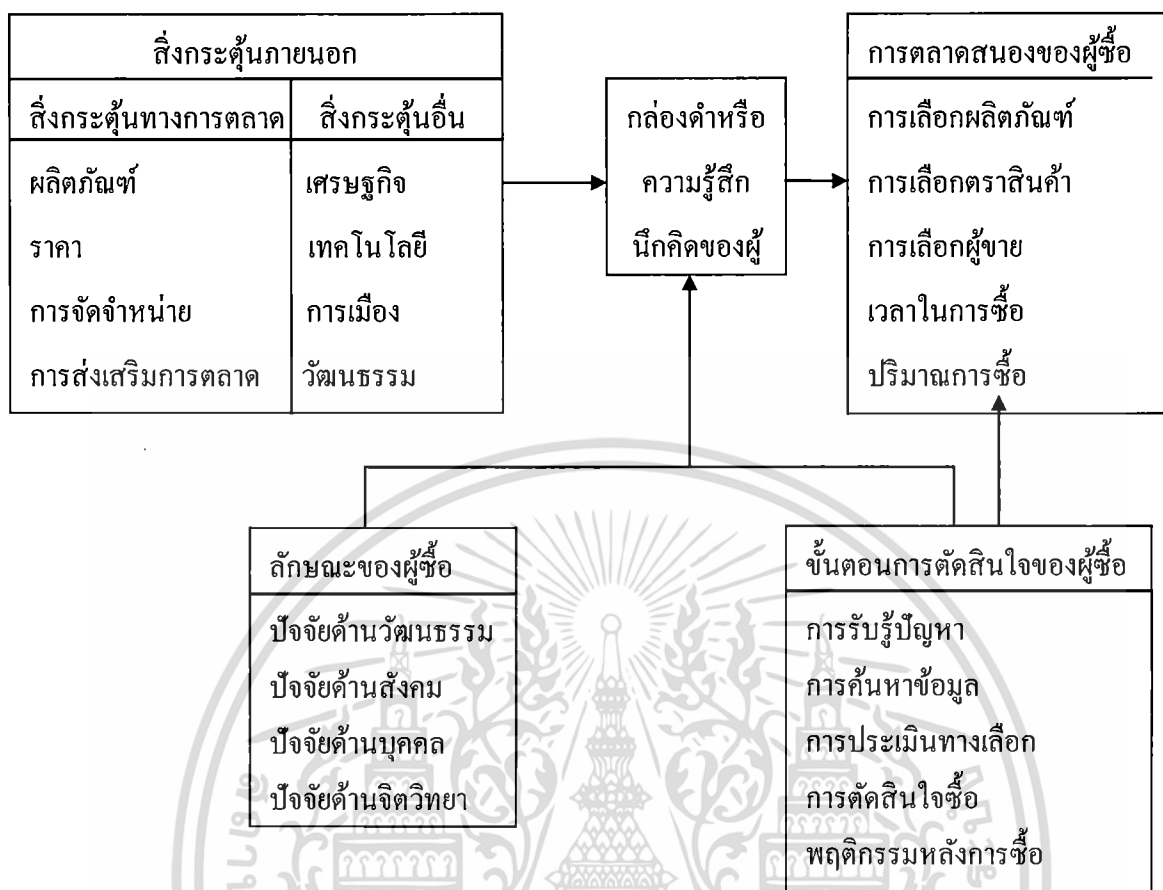 สิ่งกระตุ้นภายนอก
สิ่งกระตุ้นทางการตลาด
สิ่งกระตุ้นอื่น
ผลิตภัณฑ์
เศรษฐกิจ
ราคา
เทคโนโลยี
การจัดจำหน่าย
การเมือง
การส่งเสริมการตลาด
วัฒนธรรม
กล่องดำหรือ
ความรู้สึก
นึกคิดของผู้
การตลาดสนองของผู้ซื้อ
การเลือกผลิตภัณฑ์
การเลือกตราสินค้า
การเลือกผู้ขาย
เวลาในการซื้อ
ปริมาณการซื้อ
ลักษณะของผู้ซื้อ
ปัจจัยด้านวัฒนธรรม
ปัจจัยด้านสังคม
ปัจจัยด้านบุคคล
ปัจจัยด้านจิตวิทยา
ขั้นตอนการตัดสินใจของผู้ซื้อ
การรับรู้ปัญหา
การค้นหาข้อมูล
การประเมินทางเลือก
การตัดสินใจซื้อ
พฤติกรรมหลังการซื้อ